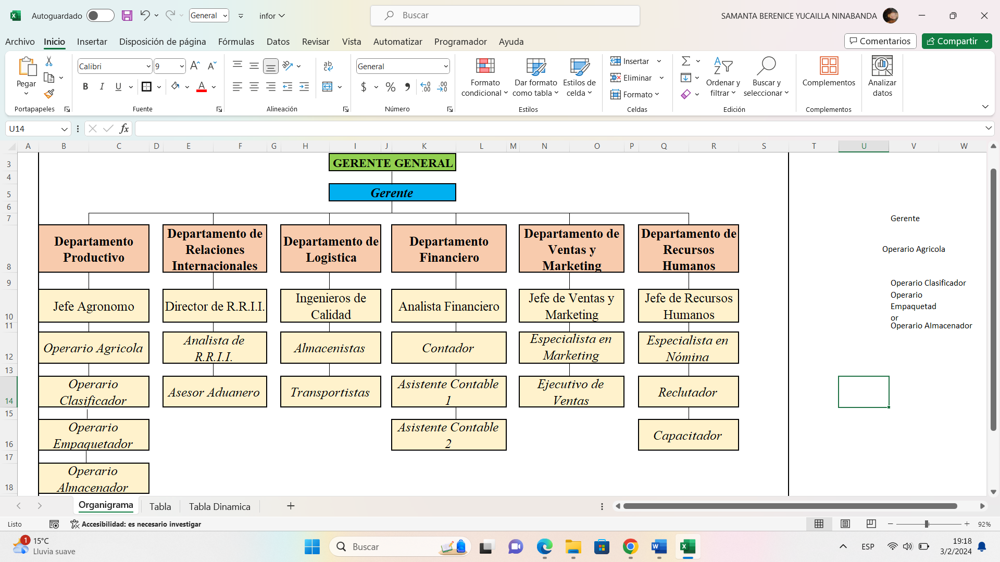 Autoguardado
General
infor
Buscar
SAMANTA BERENICE YUCAILLA NINABANDA
Archivo
Inicio
Insertar
Disposición de página
Fórmulas
Datos
Revisar
Vista
Automatizar
Programador
Ayuda
Comentarios
Compartir
Pegar
Portapapeles
Calibri
9
N
I
U
Fuente
Alineación
General
$ %
Número
Formato
condicional
Dar formato
como tabla
Estilos de
celda
Estilos
Insertar
Eliminar
Formato
Celdas
Ordenar y
filtrar
Buscar y
seleccionar
Edición
Complementos
Complementos
Analizar
datos
U14
fx
A B C D E F G H I J K L M N O P Q R S T U V W
3
4
5
6
7
8
9
10
11
12
13
14
15
16
17
18
GERENTE GENERAL
Gerente
Departamento
Productivo
Departamento de
Relaciones
Internacionales
Departamento de
Logistica
Departamento
Financiero
Departamento de
Ventas y
Marketing
Departamento de
Recursos
Humanos
Jefe Agronomo
Director de R.R.I.I.
Ingenieros de
Calidad
Analista Financiero
Jefe de Ventas y
Marketing
Jefe de Recursos
Humanos
Operario Agricola
Analista de
R.R.I.I.
Almacenistas
Contador
Especialista en
Marketing
Especialista en
Nómina
Operario
Clasificador
Asesor Aduanero
Transportistas
Asistente Contable
1
Ejecutivo de
Ventas
Reclutador
Operario
Empaquetador
Asistente Contable
2
Capacitador
Operario
Almacenador
Gerente
Operario Agricola
Operario Clasificador
Operario
Empaquetad
or
Operario Almacenador
Organigrama
Tabla
Tabla Dinamica
Listo
Accesibilidad: es necesario investigar
92%
1
15°C
Lluvia suave
Buscar
ESP
19:18
3/2/2024